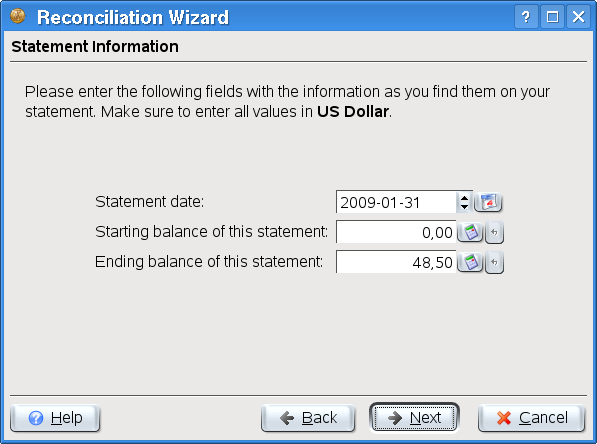 Reconciliation Wizard
Statement Information
Please enter the following fields with the information as you find them on your
statement. Make sure to enter all values in US Dollar.
Statement date: 2009-01-31
Starting balance of this statement: 0,00
Ending balance of this statement: 48,50
Help Back Next Cancel